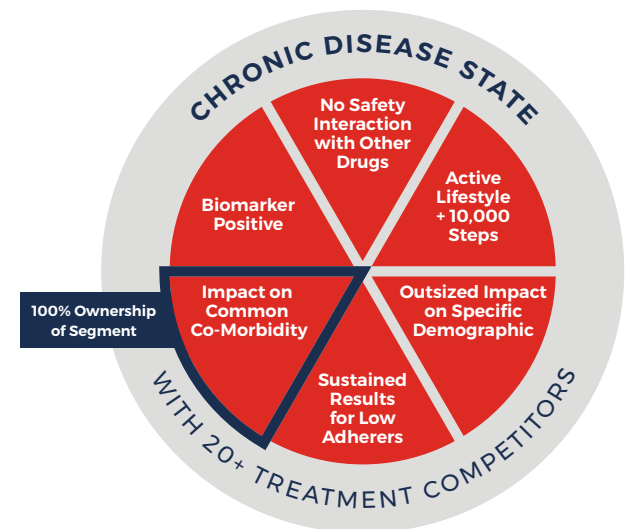 CHRONIC DISEASE STATE
No Safety
Interaction
with Other
Drugs
Active
Lifestyle
+ 10,000
Steps
Biomarker
Positive
Impact on
Common
Co-Morbidity
Outsized Impact
on Specific
Demographic
100% Ownership
of Segment
Sustained
Results
for Low
Adherers
WITH 20+ TREATMENT COMPETITORS